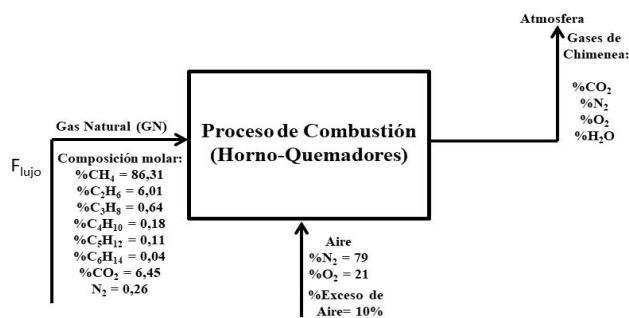 Atmosfera
Gases de
Chimenea:
%CO₂
%N₂
%O₂
%H₂O
Gas Natural (GN)
Flujo
Composición molar:
%CH₄ = 86,31
%C₂H₆ = 6,01
%C₃H₈ = 0,64
%C₄H₁₀ = 0,18
%C₅H₁₂ = 0,11
%C₆H₁₄ = 0,04
%CO₂ = 6,45
N₂ = 0,26
Proceso de Combustión
(Horno-Quemadores)
Aire
%N₂ = 79
%O₂ = 21
%Exceso de
Aire= 10%